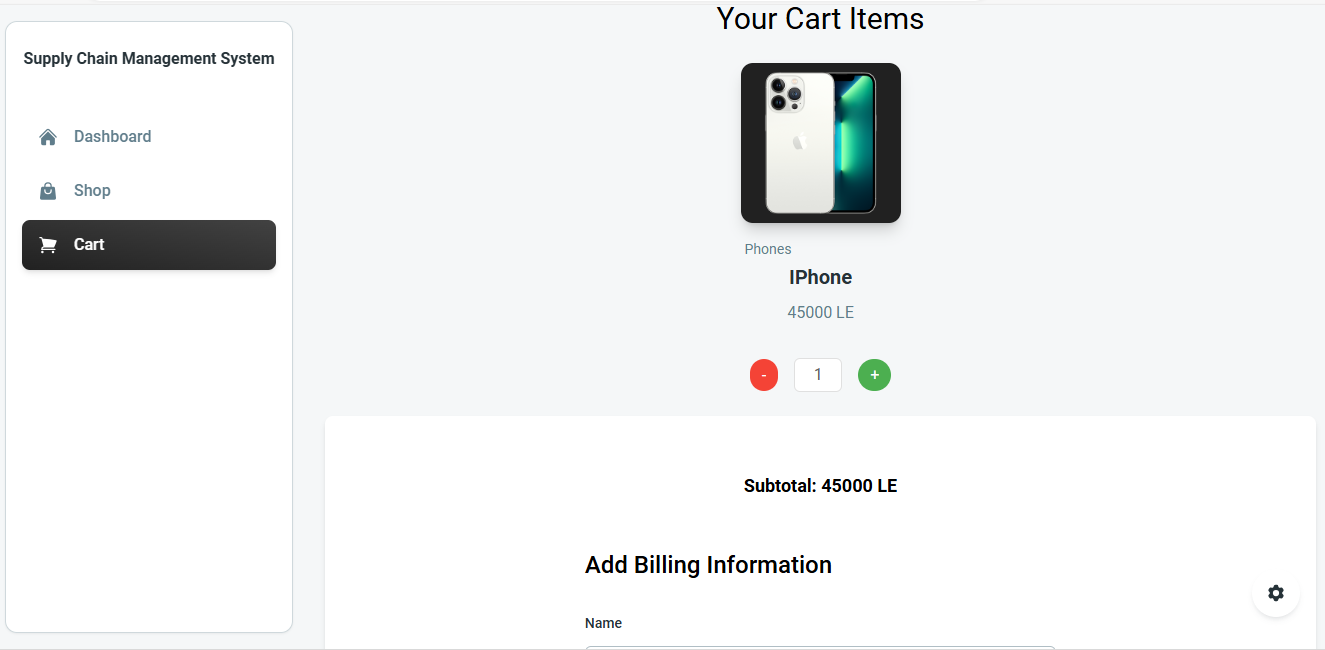 Supply Chain Management System
Dashboard
Shop
Cart
Your Cart Items
Phones
IPhone
45000 LE
- 1 +
Subtotal: 45000 LE
Add Billing Information
Name